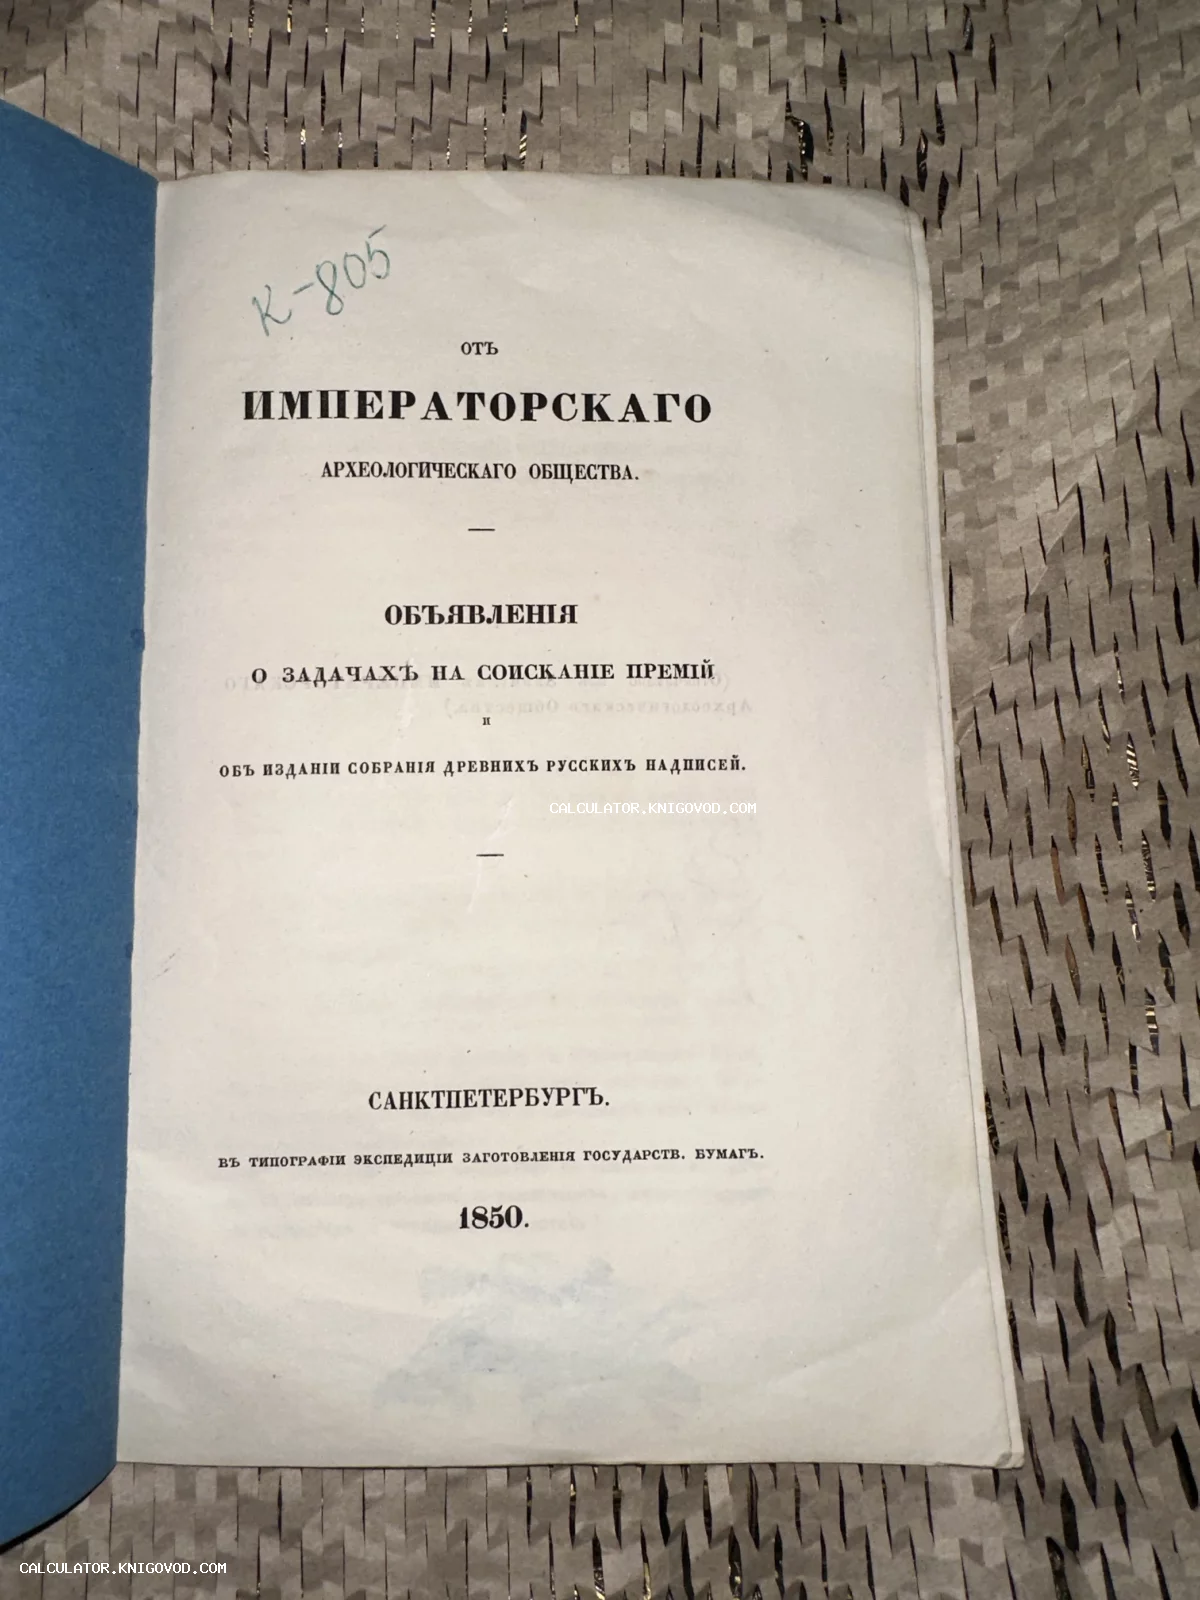 К-805
ОТЪ
ИМПЕРАТОРСКАГО
АРХЕОЛОГИЧЕСКАГО ОБЩЕСТВА.
—
ОБЪЯВЛЕНІЯ
О ЗАДАЧАХЪ НА СОИСКАНІЕ ПРЕМІЙ
И
ОБЪ ИЗДАНІИ СОБРАНІЯ ДРЕВНИХЪ РУССКИХЪ НАДПИСЕЙ.
CALCULATOR.KNIGOVOD.COM
—
САНКТПЕТЕРБУРГЪ.
ВЪ ТИПОГРАФІИ ЭКСПЕДИЦІИ ЗАГОТОВЛЕНІЯ ГОСУДАРСТВ. БУМАГЪ.
1850.
CALCULATOR.KNIGOVOD.COM